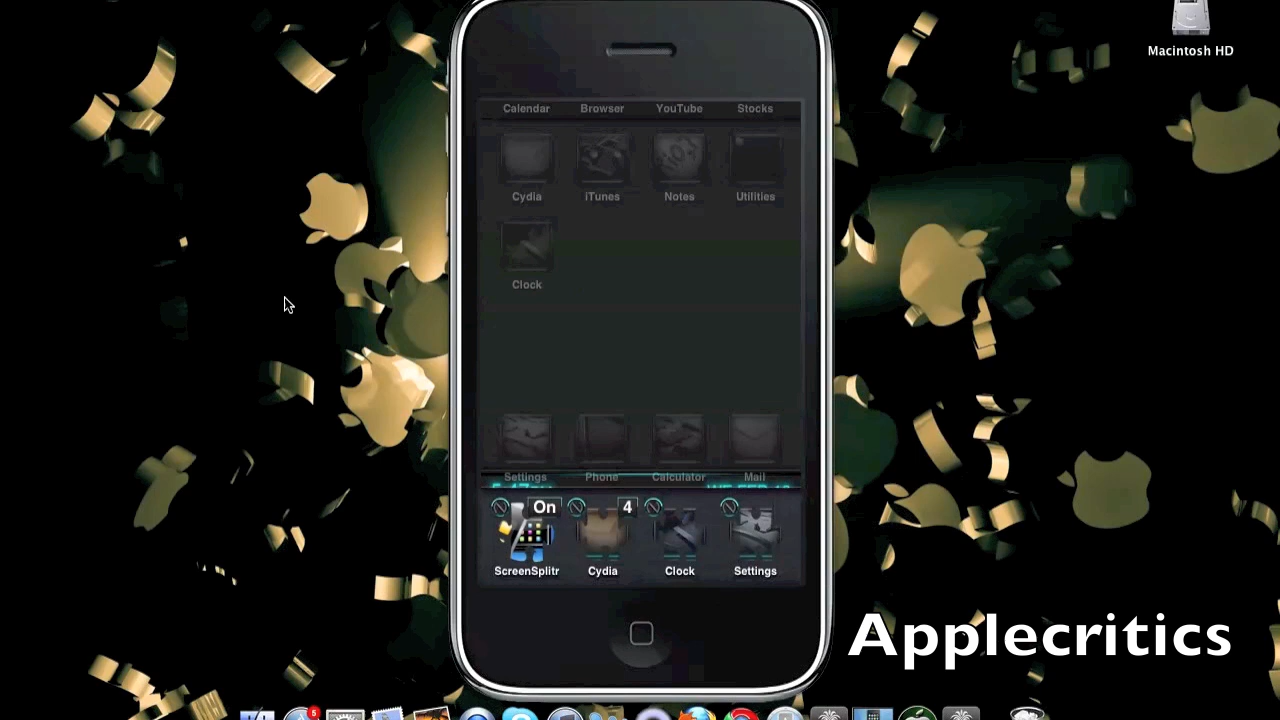 Macintosh HD
Calendar Browser YouTube Stocks
Cydia iTunes Notes Utilities
Clock
Settings Phone Calculator Mail
On 4
ScreenSplitr Cydia Clock Settings
Applecritics
5